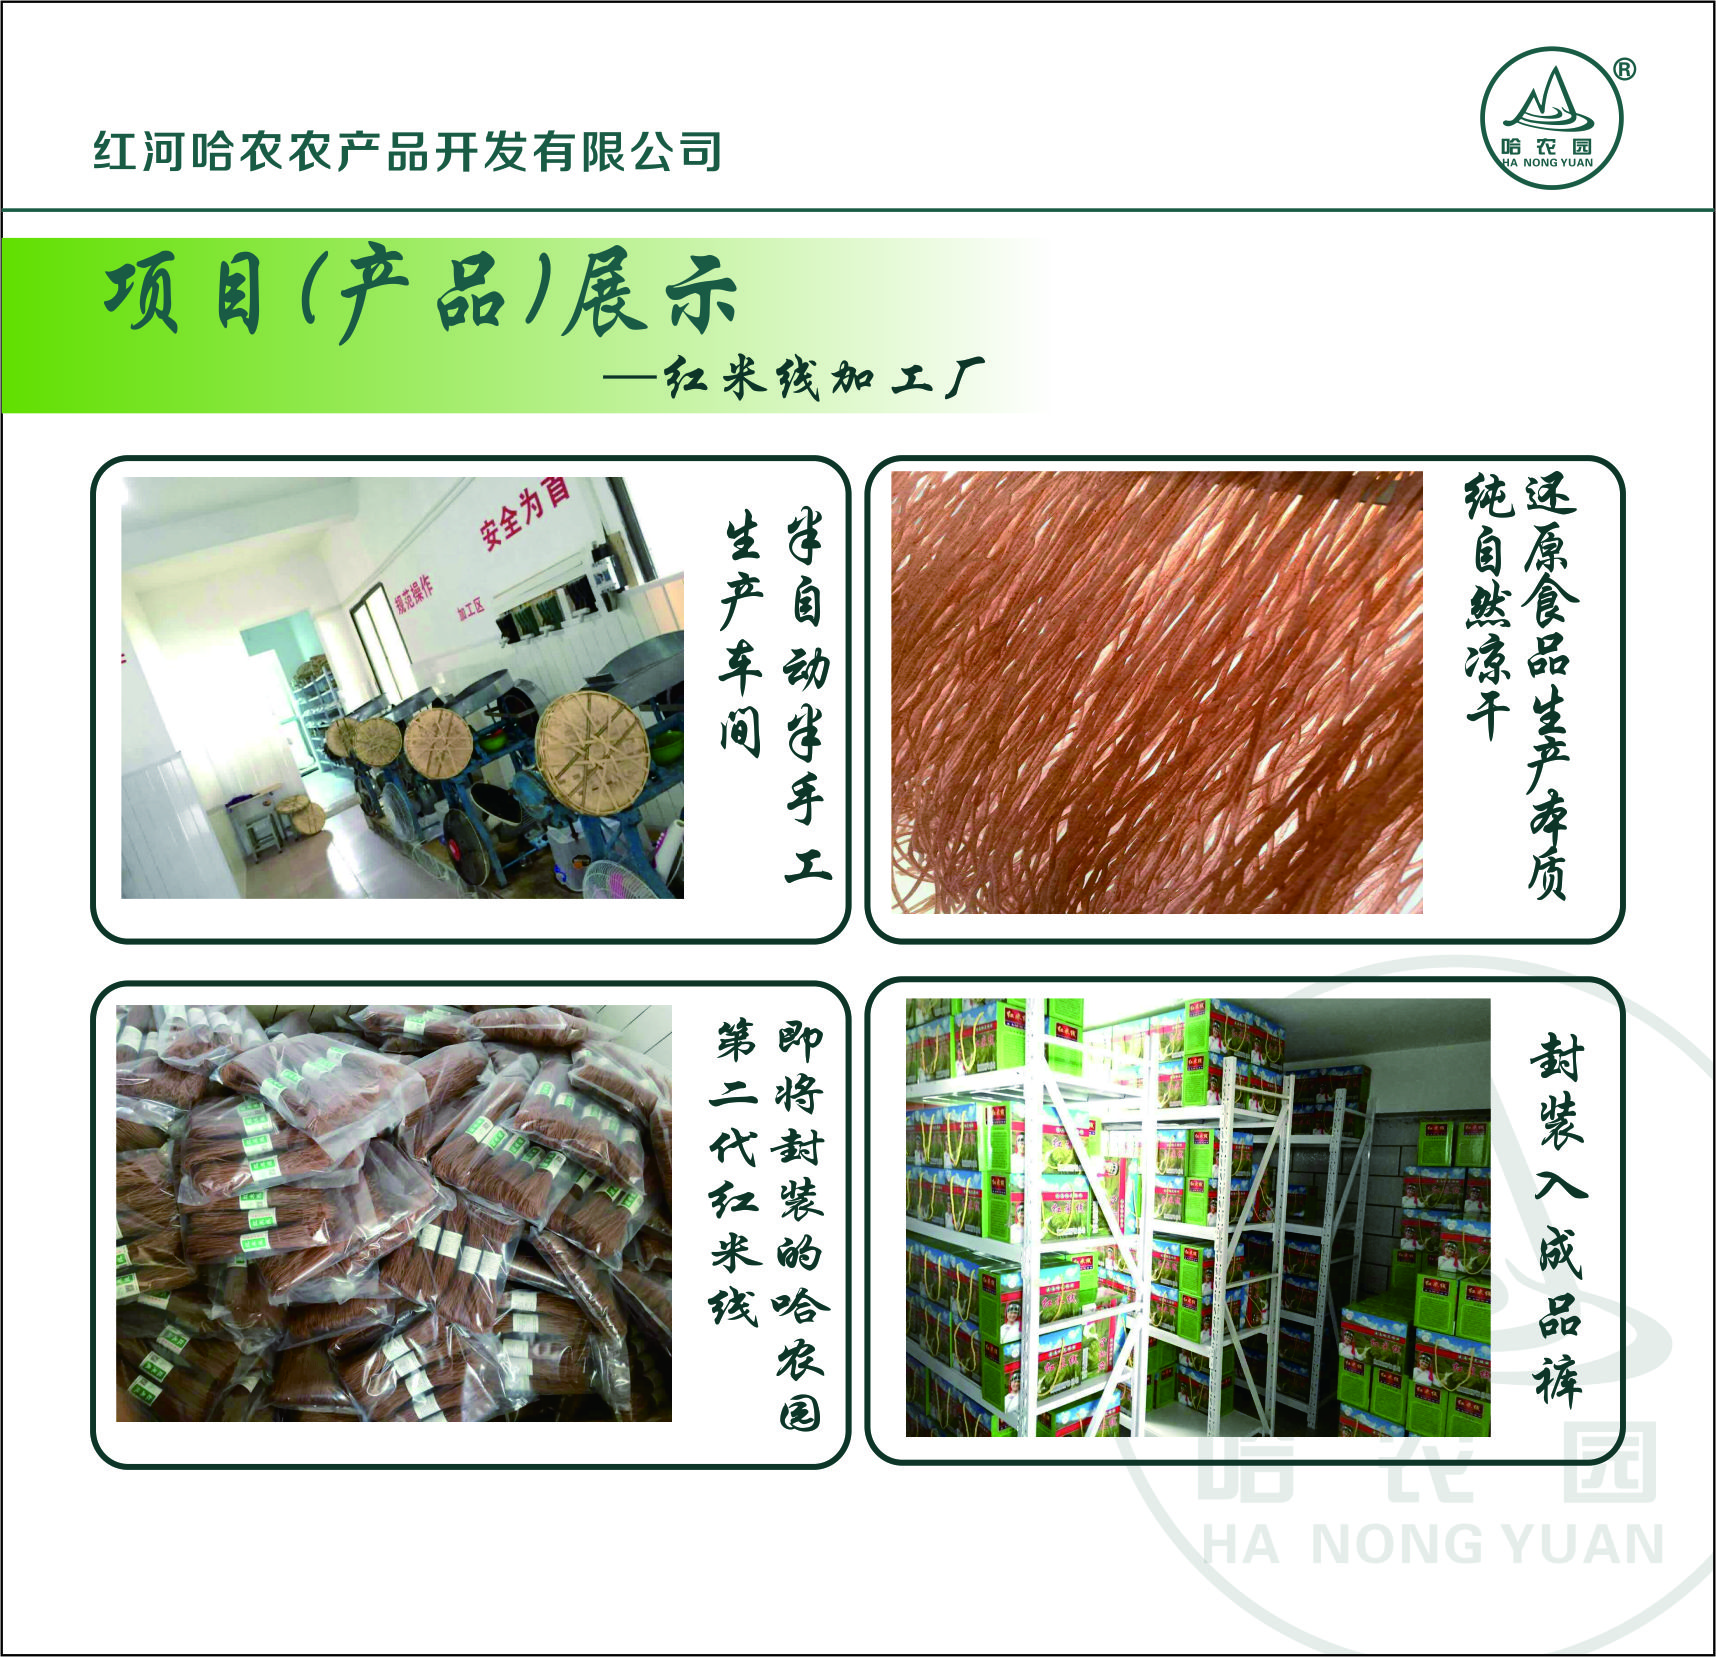 红河哈农农产品开发有限公司
®
哈农园
HA NONG YUAN
项目(产品)展示
—红米线加工厂
安全为首
规范操作
加工区
半自动半手工
生产车间
还原食品生产本质
纯自然凉干
即将封装的哈农园
第二代红米线
封装入成品裤
红米线
哈农园
HA NONG YUAN